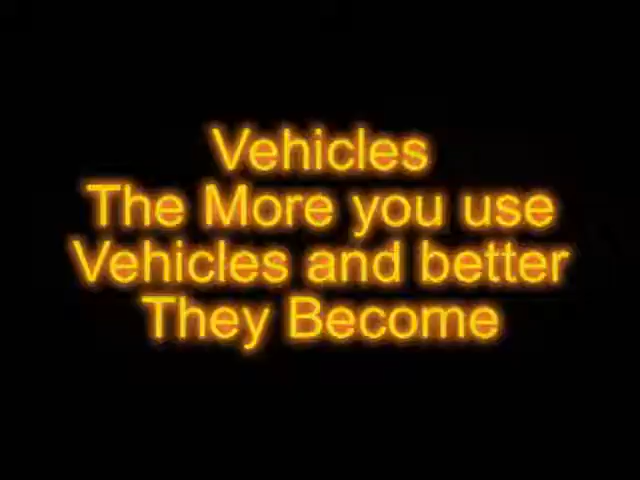 Vehicles
The More you use
Vehicles and better
They Become